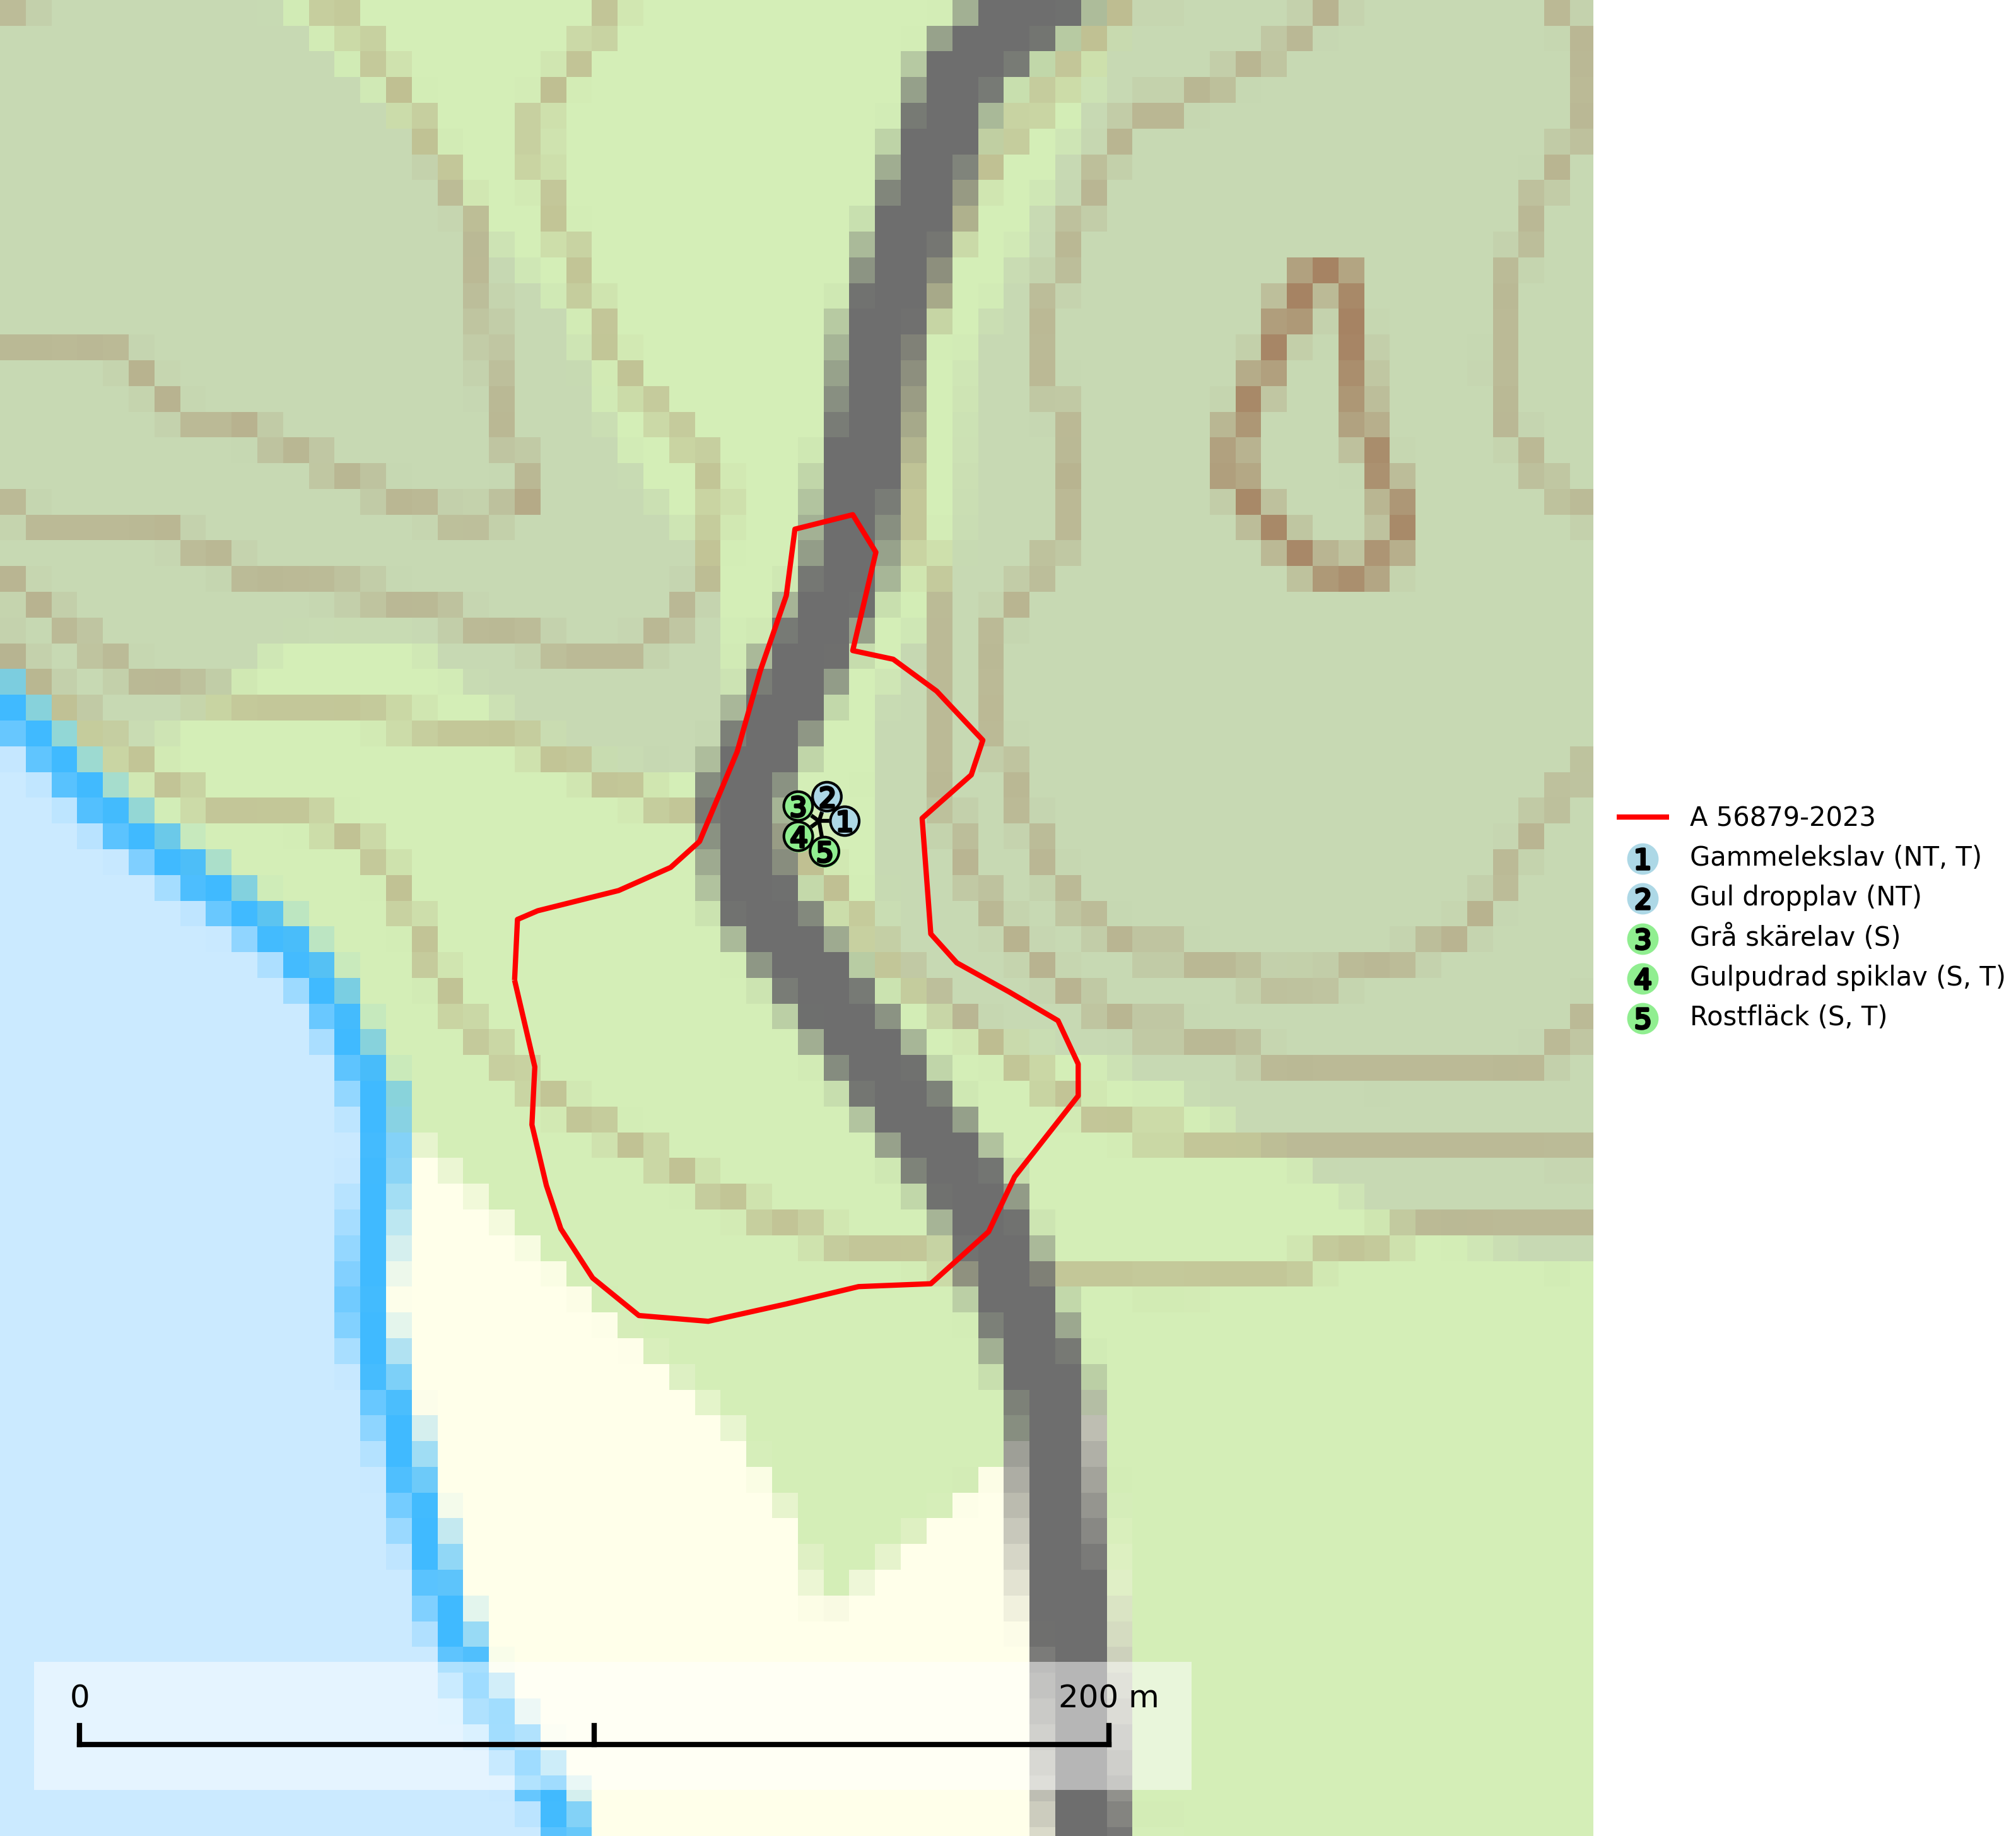 3
2
1
4
5
A 56879-2023
1 Gammelekslav (NT, T)
2 Gul dropplav (NT)
3 Grå skärelav (S)
4 Gulpudrad spiklav (S, T)
5 Rostfläck (S, T)
0 200 m